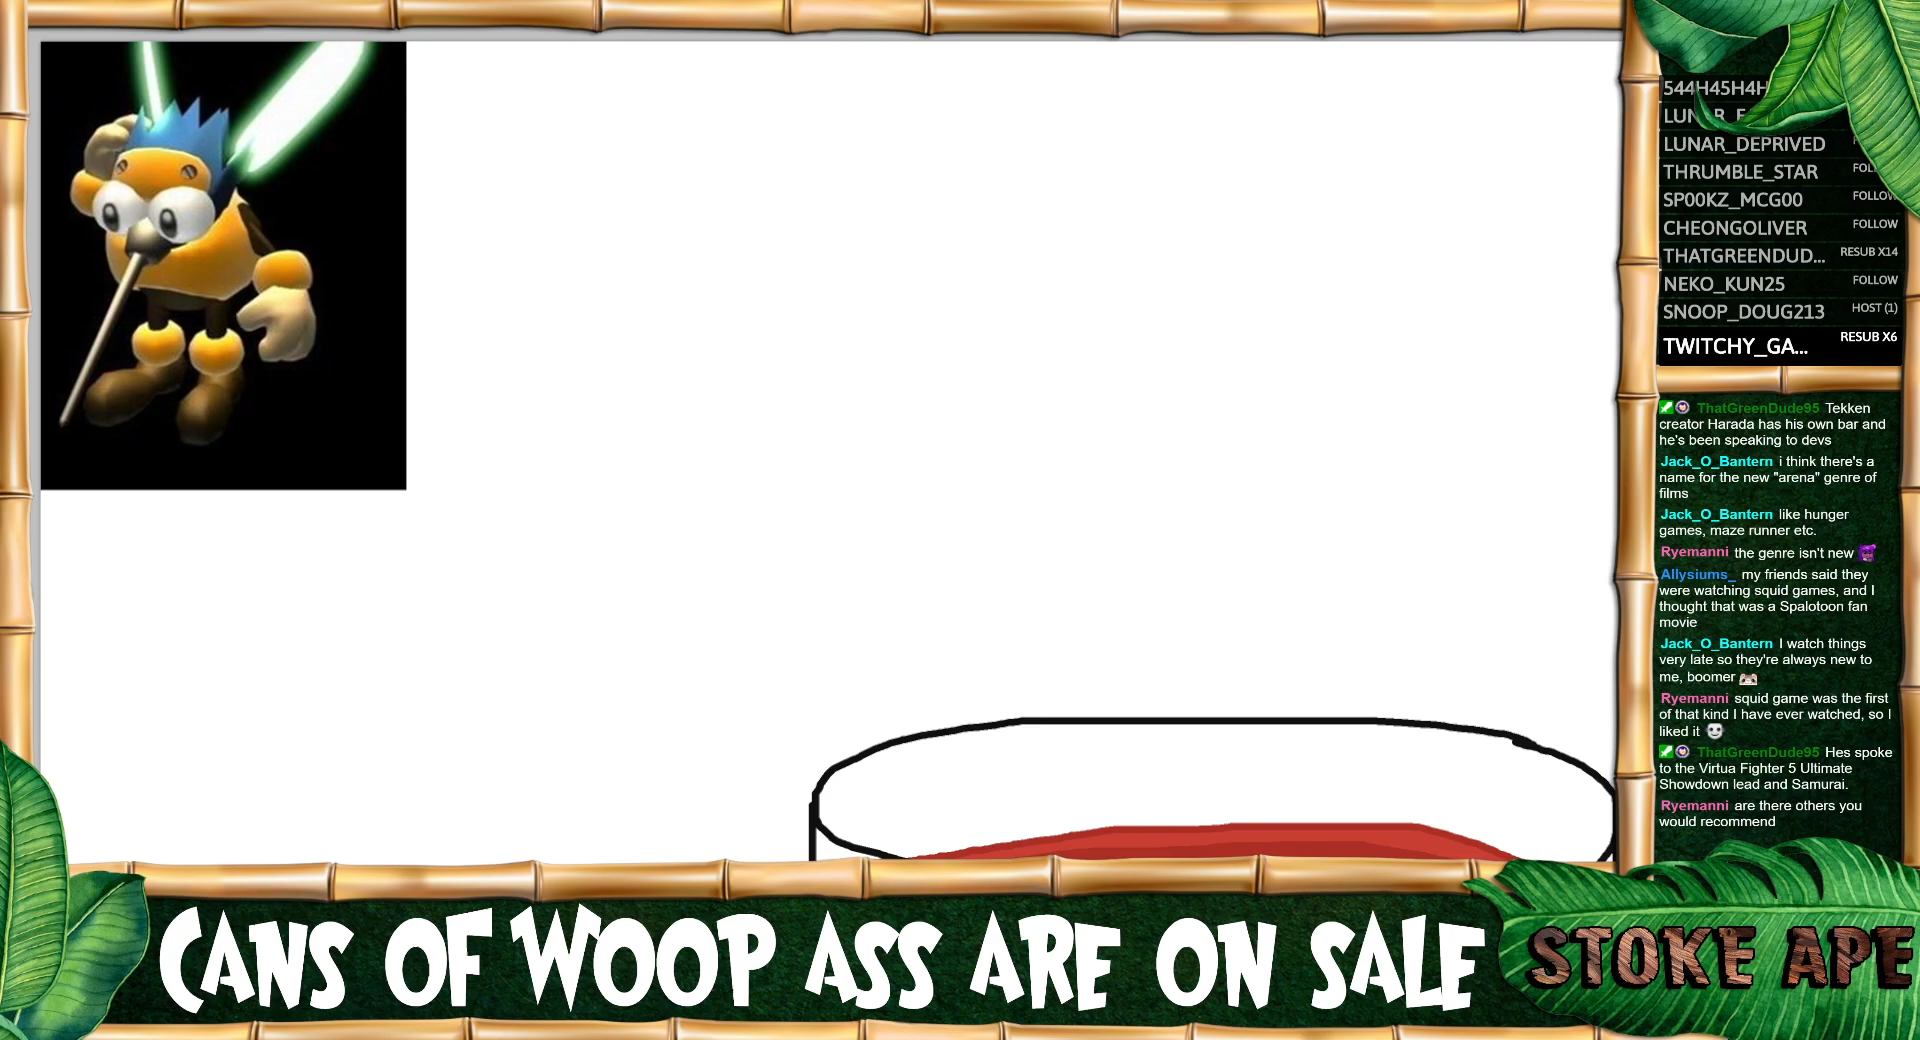 544H45H4H
LUNAR_DEPRIVED
THRUMBLE_STAR
SP00KZ_MCG00 FOLLOW
CHEONGOLIVER FOLLOW
THATGREENDUD... RESUB X14
NEKO_KUN25 FOLLOW
SNOOP_DOUG213 HOST (1)
TWITCHY_GA... RESUB X6
ThatGreenDude95 Tekken
creator Harada has his own bar and
he's been speaking to devs
Jack_O_Bantern i think there's a
name for the new "arena" genre of
films
Jack_O_Bantern like hunger
games, maze runner etc.
Ryemanni the genre isn't new
Allysiums_ my friends said they
were watching squid games, and I
thought that was a Spalotoon fan
movie
Jack_O_Bantern I watch things
very late so they're always new to
me, boomer
Ryemanni squid game was the first
of that kind I have ever watched, so I
liked it
ThatGreenDude95 Hes spoke
to the Virtua Fighter 5 Ultimate
Showdown lead and Samurai.
Ryemanni are there others you
would recommend
CANS OF WOOP ASS ARE ON SALE
STOKE APE